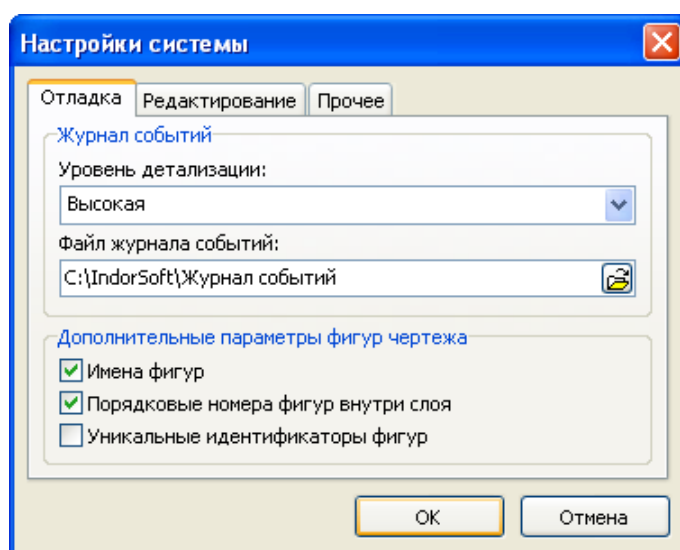 Настройки системы
Отладка Редактирование Прочее
Журнал событий
Уровень детализации:
Высокая
Файл журнала событий:
C:\IndorSoft\Журнал событий
Дополнительные параметры фигур чертежа
Имена фигур
Порядковые номера фигур внутри слоя
Уникальные идентификаторы фигур
OK Отмена